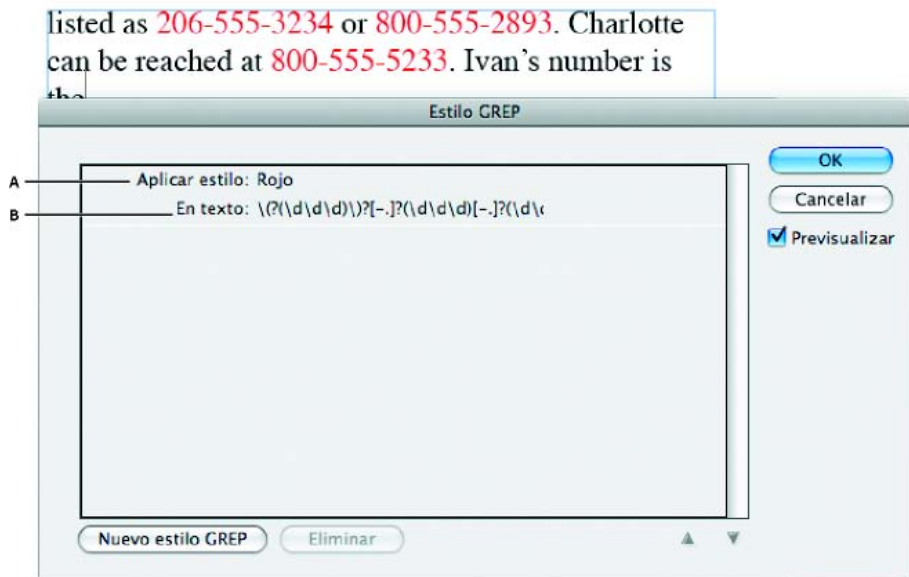 listed as 206-555-3234 or 800-555-2893. Charlotte
can be reached at 800-555-5233. Ivan's number is
the
Estilo GREP
A
Aplicar estilo: Rojo
B
En texto: \(?(\d\d\d)\)?[-.]?(\d\d\d)[-.]?(\d\
OK
Cancelar
Previsualizar
Nuevo estilo GREP
Eliminar